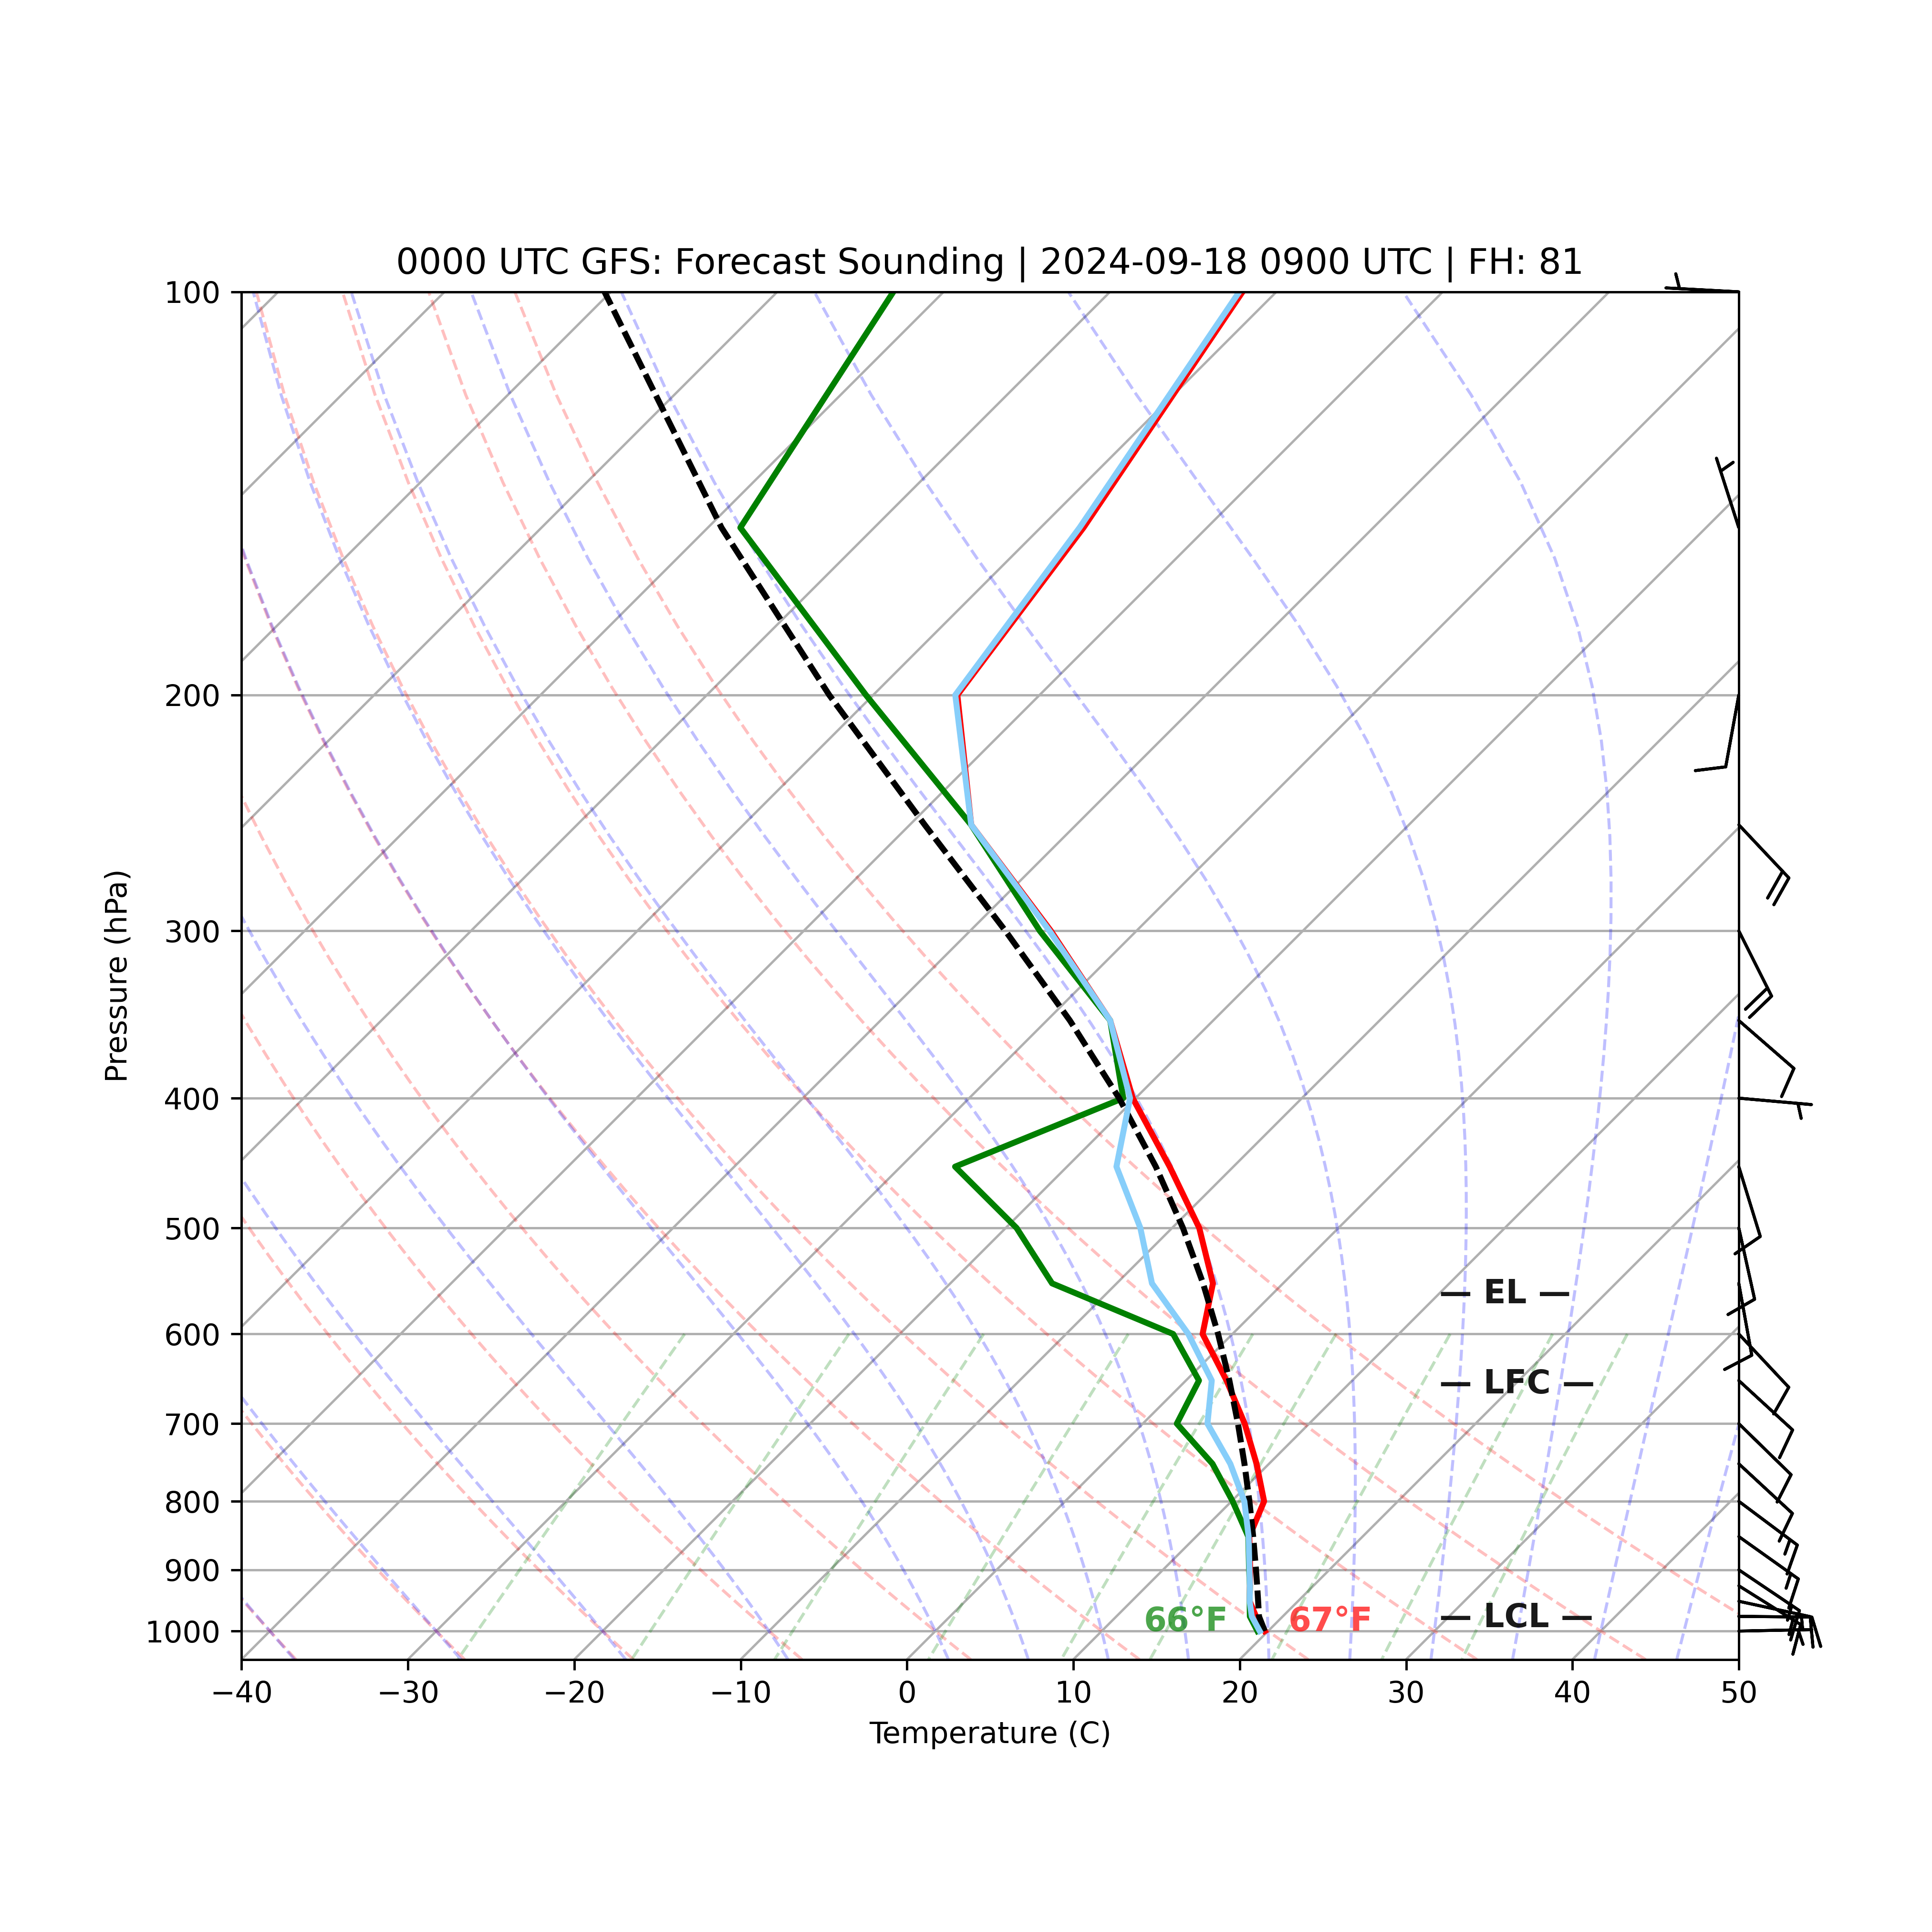 0000 UTC GFS: Forecast Sounding | 2024-09-18 0900 UTC | FH: 81
100
200
300
400
500
600
700
800
900
1000
Pressure (hPa)
— EL —
— LFC —
— LCL —
66°F 67°F
−40 −30 −20 −10 0 10 20 30 40 50
Temperature (C)